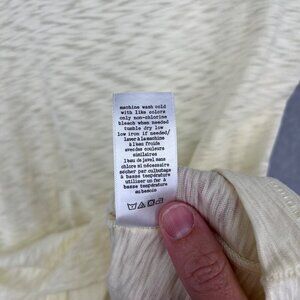 machine wash cold
with like colors
only non-chlorine
bleach when needed
tumble dry low
low iron if needed/
laver à la machine
à l'eau froide
avec des couleurs
similaires
l'eau de javel sans
chlore si nécessaire
sécher par culbutage
à basse température
utiliser un fer à
basse température
si besoin